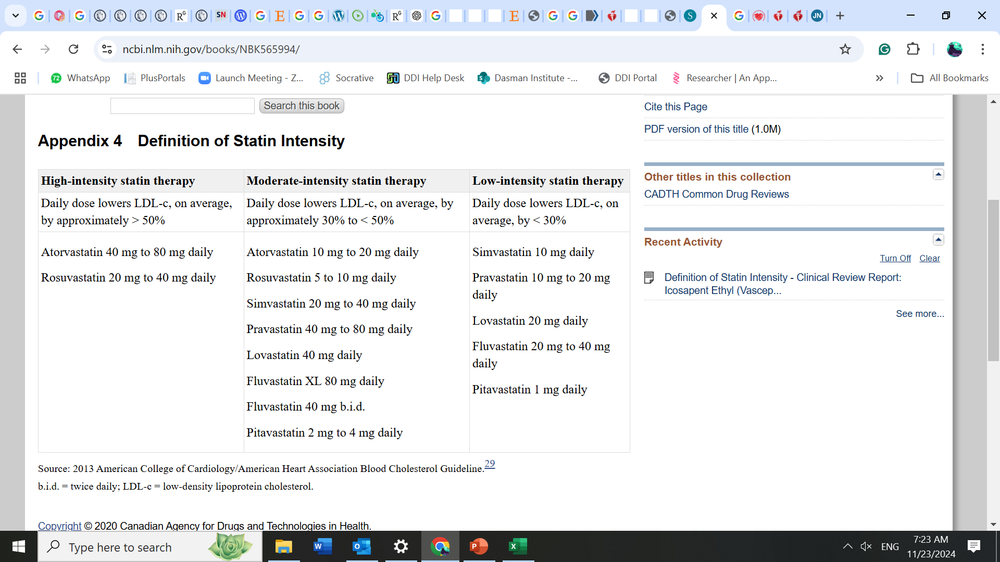 SN
JN
ncbi.nlm.nih.gov/books/NBK565994/
72 WhatsApp
PlusPortals
Launch Meeting - Z...
Socrative
DDI Help Desk
Dasman Institute -...
DDI Portal
Researcher | An App...
All Bookmarks
Search this book
Appendix 4 Definition of Statin Intensity
High-intensity statin therapy
Moderate-intensity statin therapy
Low-intensity statin therapy
Daily dose lowers LDL-c, on average,
by approximately > 50%
Daily dose lowers LDL-c, on average, by
approximately 30% to < 50%
Daily dose lowers LDL-c, on
average, by < 30%
Atorvastatin 40 mg to 80 mg daily
Rosuvastatin 20 mg to 40 mg daily
Atorvastatin 10 mg to 20 mg daily
Rosuvastatin 5 to 10 mg daily
Simvastatin 20 mg to 40 mg daily
Pravastatin 40 mg to 80 mg daily
Lovastatin 40 mg daily
Fluvastatin XL 80 mg daily
Fluvastatin 40 mg b.i.d.
Pitavastatin 2 mg to 4 mg daily
Simvastatin 10 mg daily
Pravastatin 10 mg to 20 mg
daily
Lovastatin 20 mg daily
Fluvastatin 20 mg to 40 mg
daily
Pitavastatin 1 mg daily
Source: 2013 American College of Cardiology/American Heart Association Blood Cholesterol Guideline.29
b.i.d. = twice daily; LDL-c = low-density lipoprotein cholesterol.
Copyright © 2020 Canadian Agency for Drugs and Technologies in Health.
Cite this Page
PDF version of this title (1.0M)
Other titles in this collection
CADTH Common Drug Reviews
Recent Activity
Turn Off Clear
Definition of Statin Intensity - Clinical Review Report:
Icosapent Ethyl (Vascep...
See more...
Type here to search
ENG
7:23 AM
11/23/2024